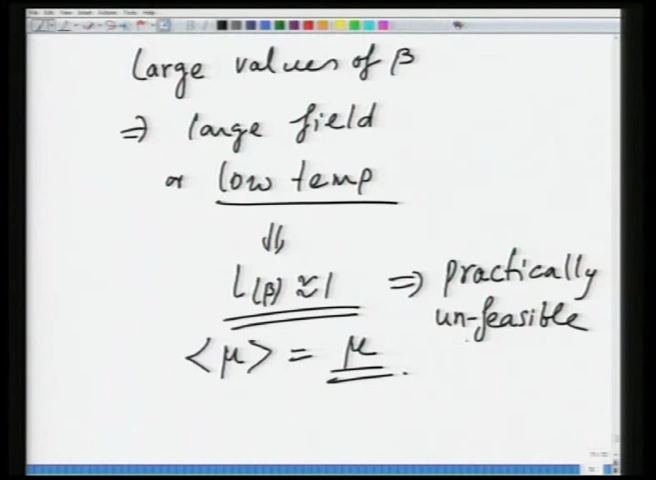 large values of β
⇒ large field
or low temp
⇓
L(β) ≈ 1 ⇒ practically
un-feasible
<μ> = μ.